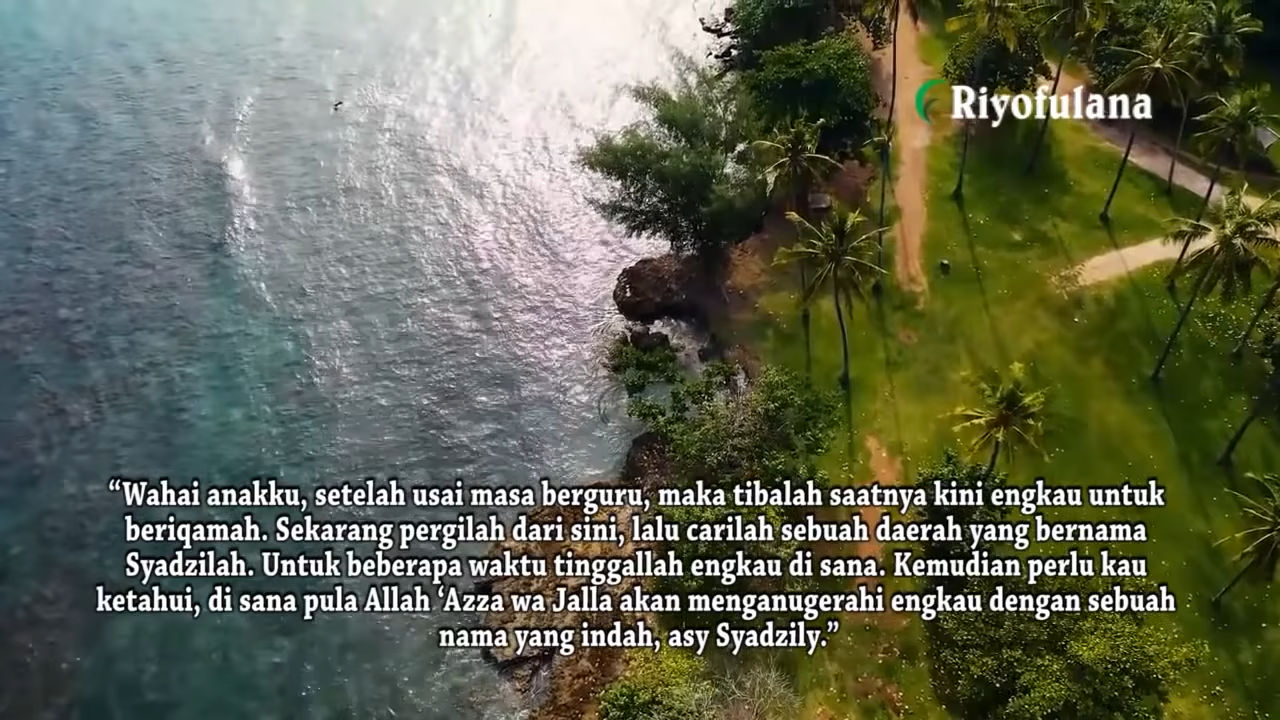 Riyofulana
“Wahai anakku, setelah usai masa berguru, maka tibalah saatnya kini engkau untuk
beriqamah. Sekarang pergilah dari sini, lalu carilah sebuah daerah yang bernama
Syadzilah. Untuk beberapa waktu tinggallah engkau di sana. Kemudian perlu kau
ketahui, di sana pula Allah ‘Azza wa Jalla akan menganugerahi engkau dengan sebuah
nama yang indah, asy Syadzily.”